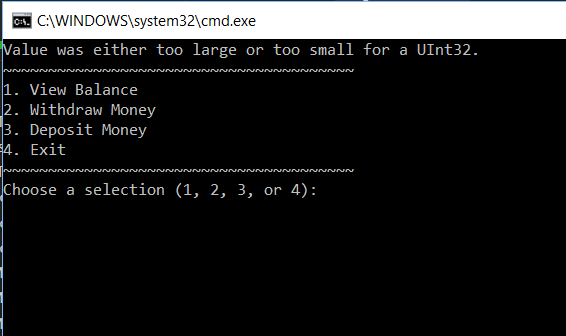 C:\WINDOWS\system32\cmd.exe
Value was either too large or too small for a UInt32.
~~~~~~~~~~~~~~~~~~~~~~~~~~~~~~~~~~~~~~~
1. View Balance
2. Withdraw Money
3. Deposit Money
4. Exit
~~~~~~~~~~~~~~~~~~~~~~~~~~~~~~~~~~~~~~~
Choose a selection (1, 2, 3, or 4):